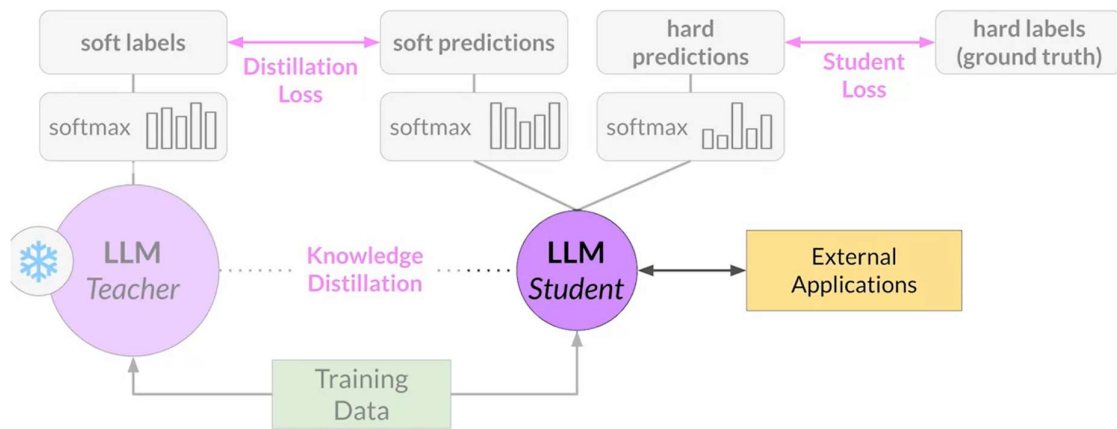 soft labels
Distillation
Loss
soft predictions
hard
predictions
Student
Loss
hard labels
(ground truth)
softmax
softmax
softmax
LLM
Teacher
Knowledge
Distillation
LLM
Student
External
Applications
Training
Data